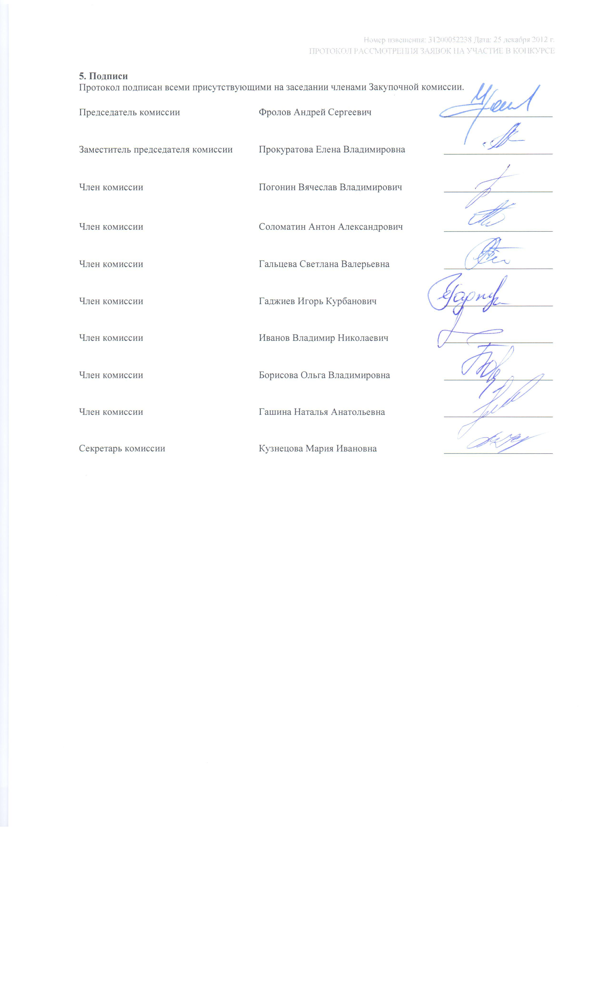 Номер извещения: 31200052238 Дата: 25 декабря 2012 г.
ПРОТОКОЛ РАССМОТРЕНИЯ ЗАЯВОК НА УЧАСТИЕ В КОНКУРСЕ
5. Подписи
Протокол подписан всеми присутствующими на заседании членами Закупочной комиссии.
Председатель комиссии Фролов Андрей Сергеевич
Заместитель председателя комиссии Прокуратова Елена Владимировна
Член комиссии Погонин Вячеслав Владимирович
Член комиссии Соломатин Антон Александрович
Член комиссии Гальцева Светлана Валерьевна
Член комиссии Гаджиев Игорь Курбанович
Член комиссии Иванов Владимир Николаевич
Член комиссии Борисова Ольга Владимировна
Член комиссии Гашина Наталья Анатольевна
Секретарь комиссии Кузнецова Мария Ивановна